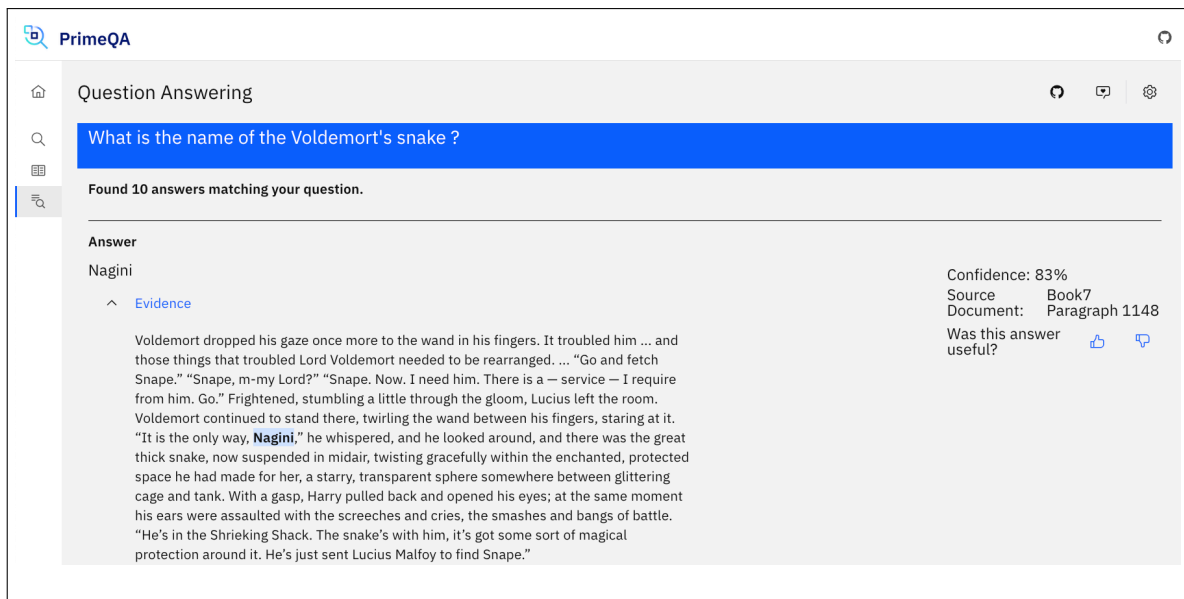 PrimeQA
Question Answering
What is the name of the Voldemort's snake ?
Found 10 answers matching your question.
Answer
Nagini
Confidence: 83%
Source Document: Book7 Paragraph 1148
Was this answer useful?
Evidence
Voldemort dropped his gaze once more to the wand in his fingers. It troubled him ... and
those things that troubled Lord Voldemort needed to be rearranged. ... “Go and fetch
Snape.” “Snape, m-my Lord?” “Snape. Now. I need him. There is a — service — I require
from him. Go.” Frightened, stumbling a little through the gloom, Lucius left the room.
Voldemort continued to stand there, twirling the wand between his fingers, staring at it.
“It is the only way, Nagini,” he whispered, and he looked around, and there was the great
thick snake, now suspended in midair, twisting gracefully within the enchanted, protected
space he had made for her, a starry, transparent sphere somewhere between glittering
cage and tank. With a gasp, Harry pulled back and opened his eyes; at the same moment
his ears were assaulted with the screeches and cries, the smashes and bangs of battle.
“He’s in the Shrieking Shack. The snake’s with him, it’s got some sort of magical
protection around it. He’s just sent Lucius Malfoy to find Snape.”